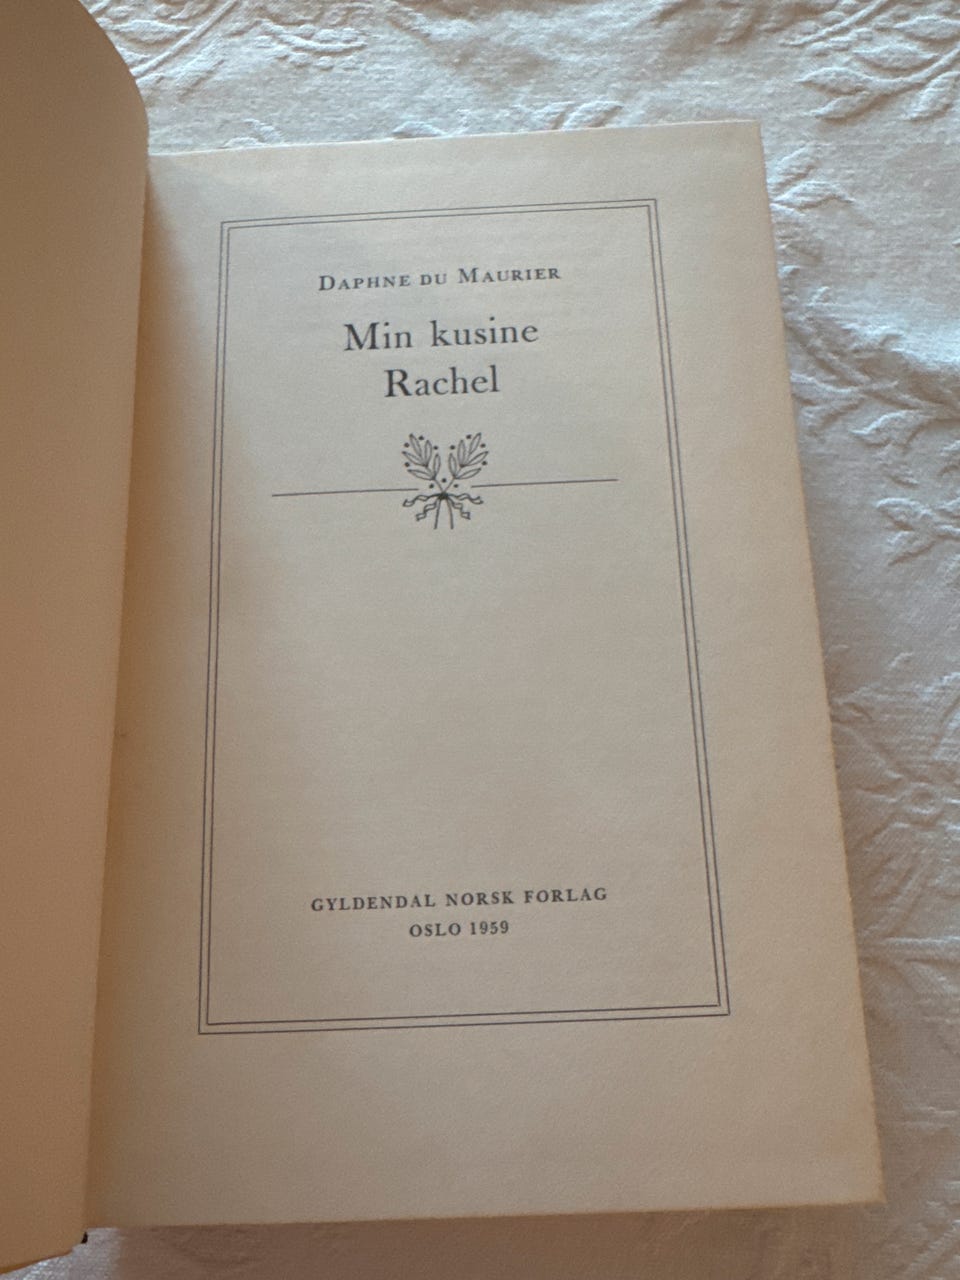 Daphne du Maurier
Min kusine
Rachel
GYLDENDAL NORSK FORLAG
OSLO 1959